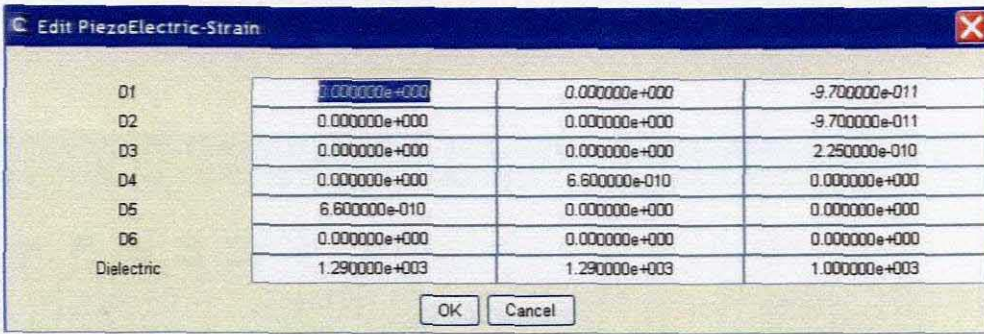 Edit PiezoElectric-Strain
D1 0.000000e+000 0.000000e+000 -9.700000e-011
D2 0.000000e+000 0.000000e+000 -9.700000e-011
D3 0.000000e+000 0.000000e+000 2.250000e-010
D4 0.000000e+000 6.600000e-010 0.000000e+000
D5 6.600000e-010 0.000000e+000 0.000000e+000
D6 0.000000e+000 0.000000e+000 0.000000e+000
Dielectric 1.290000e+003 1.290000e+003 1.000000e+003
OK Cancel